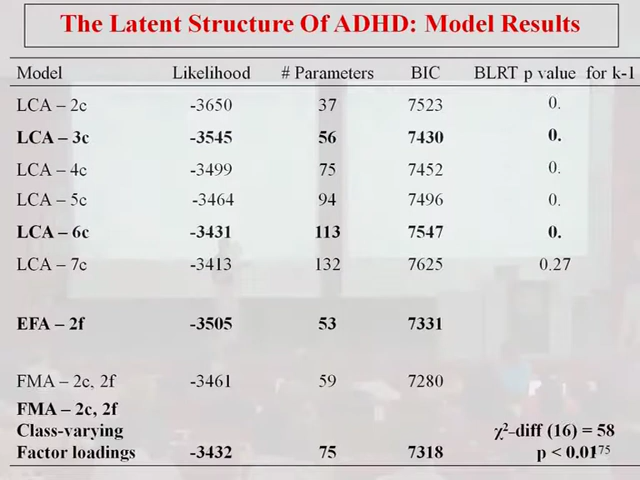 The Latent Structure Of ADHD: Model Results
Model Likelihood # Parameters BIC BLRT p value for k-1
LCA – 2c -3650 37 7523 0.
LCA – 3c -3545 56 7430 0.
LCA – 4c -3499 75 7452 0.
LCA – 5c -3464 94 7496 0.
LCA – 6c -3431 113 7547 0.
LCA – 7c -3413 132 7625 0.27
EFA – 2f -3505 53 7331
FMA – 2c, 2f -3461 59 7280
FMA – 2c, 2f
Class-varying χ²-diff (16) = 58
Factor loadings -3432 75 7318 p < 0.01 75